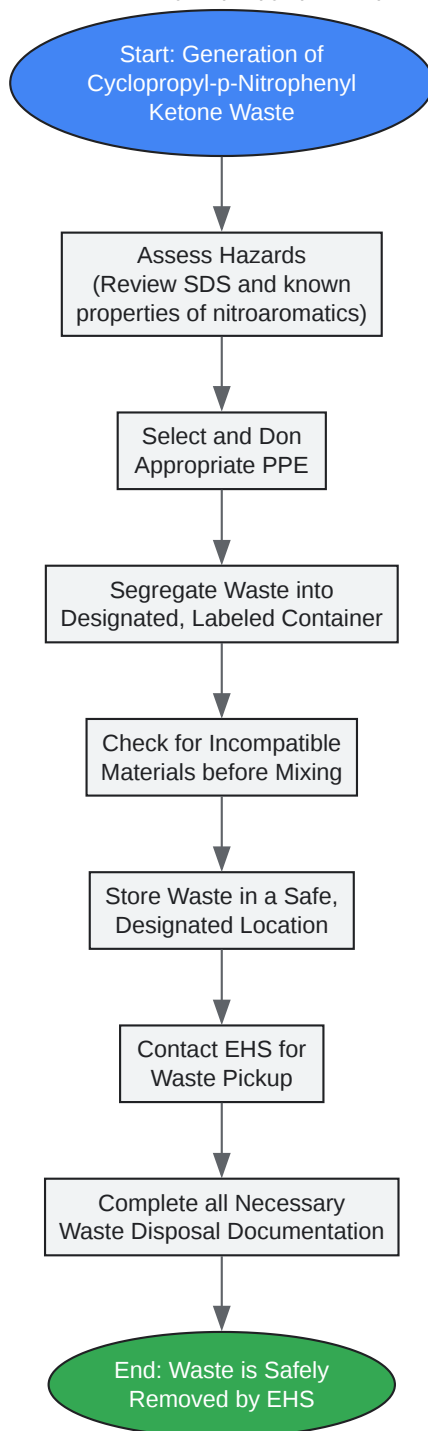 Start: Generation of
Cyclopropyl-p-Nitrophenyl
Ketone Waste
Assess Hazards
(Review SDS and known
properties of nitroaromatics)
Select and Don
Appropriate PPE
Segregate Waste into
Designated, Labeled Container
Check for Incompatible
Materials before Mixing
Store Waste in a Safe,
Designated Location
Contact EHS for
Waste Pickup
Complete all Necessary
Waste Disposal Documentation
End: Waste is Safely
Removed by EHS